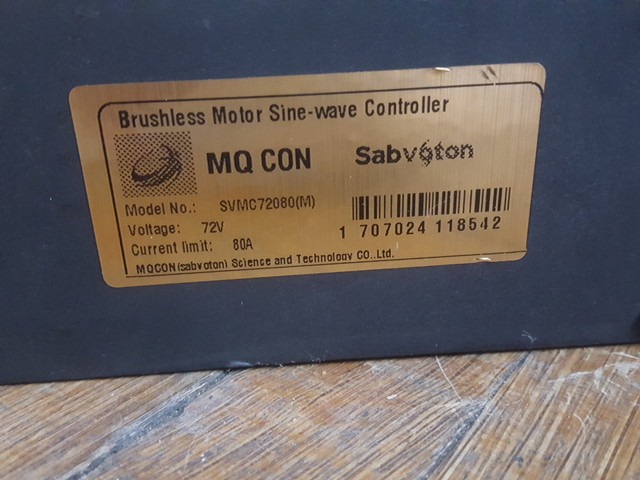 Brushless Motor Sine-wave Controller
MQ CON Sabvoton
Model No.: SVMC72080(M)
Voltage: 72V
Current limit: 80A
1 707024 118542
MQCON(sabvoton) Science and Technology CO.,Ltd.